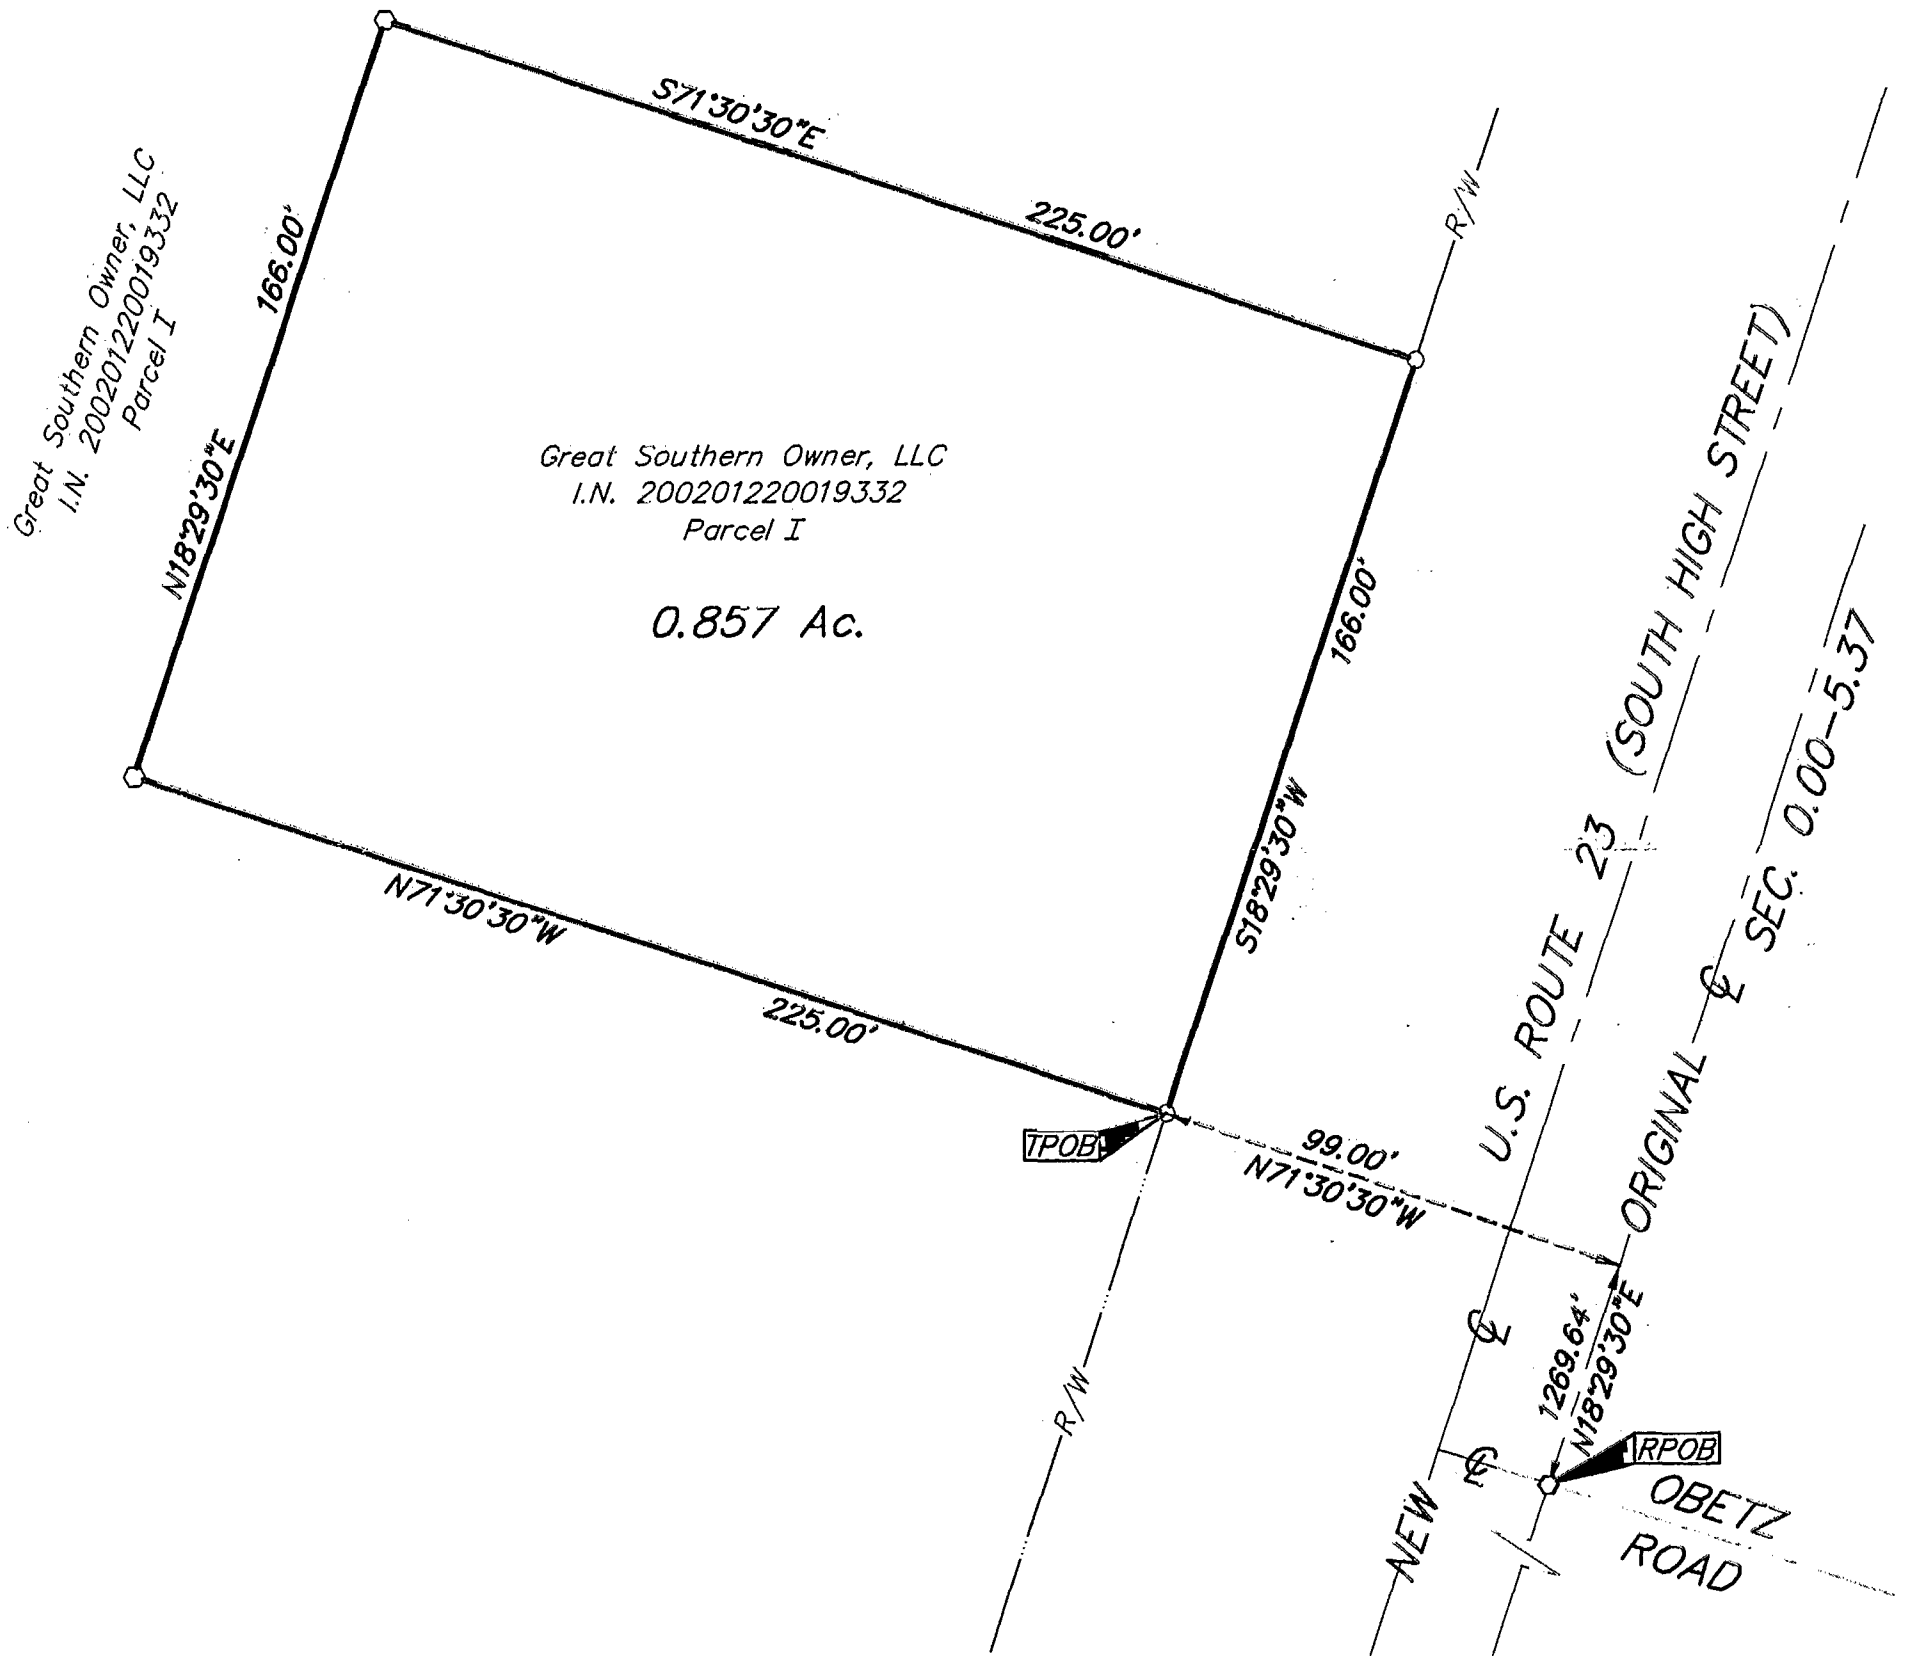 S71°30'30"E
225.00'
R/W
Great Southern Owner, LLC
I.N. 200201220019332
Parcel I
166.00'
N18°29'30"E
Great Southern Owner, LLC
I.N. 200201220019332
Parcel I
0.857 Ac.
166.00'
S18°29'30"W
U.S. ROUTE 23 (SOUTH HIGH STREET)
ORIGINAL ℄ SEC. 0.00-5.37
N71°30'30"W
225.00'
TPOB
99.00'
N71°30'30"W
R/W
1269.64'
N18°29'30"E
RPOB
NEW ℄
℄
OBETZ
ROAD